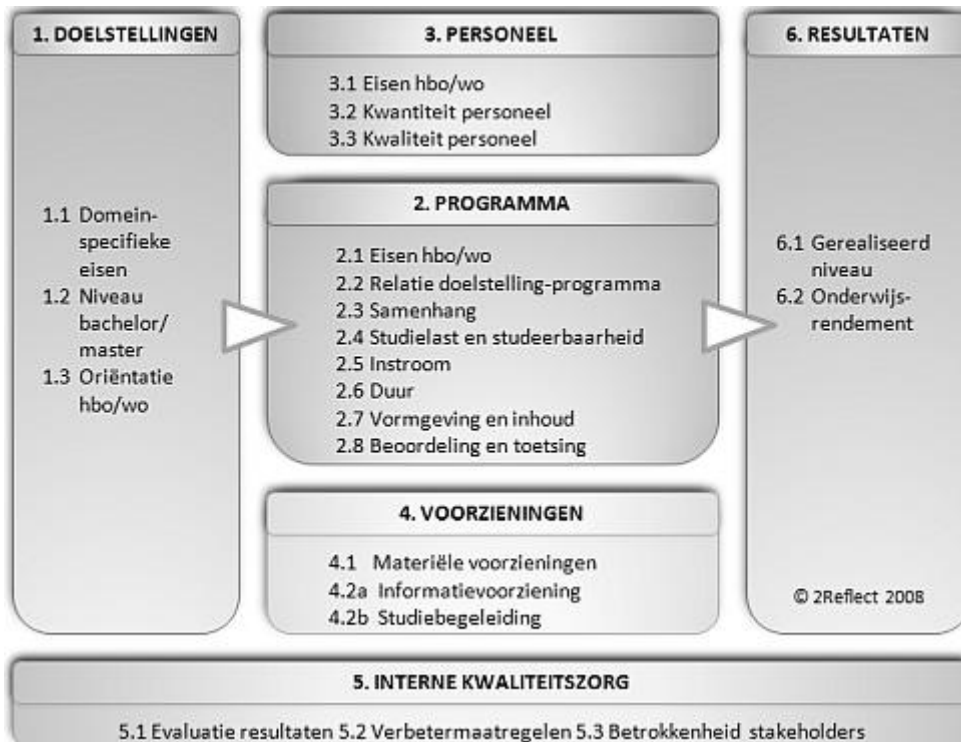 1. DOELSTELLINGEN
1.1 Domein-
specifieke
eisen
1.2 Niveau
bachelor/
master
1.3 Oriëntatie
hbo/wo
3. PERSONEEL
3.1 Eisen hbo/wo
3.2 Kwantiteit personeel
3.3 Kwaliteit personeel
2. PROGRAMMA
2.1 Eisen hbo/wo
2.2 Relatie doelstelling-programma
2.3 Samenhang
2.4 Studielast en studeerbaarheid
2.5 Instroom
2.6 Duur
2.7 Vormgeving en inhoud
2.8 Beoordeling en toetsing
4. VOORZIENINGEN
4.1 Materiële voorzieningen
4.2a Informatievoorziening
4.2b Studiebegeleiding
6. RESULTATEN
6.1 Gerealiseerd
niveau
6.2 Onderwijs-
rendement
© 2Reflect 2008
5. INTERNE KWALITEITSZORG
5.1 Evaluatie resultaten 5.2 Verbetermaatregelen 5.3 Betrokkenheid stakeholders